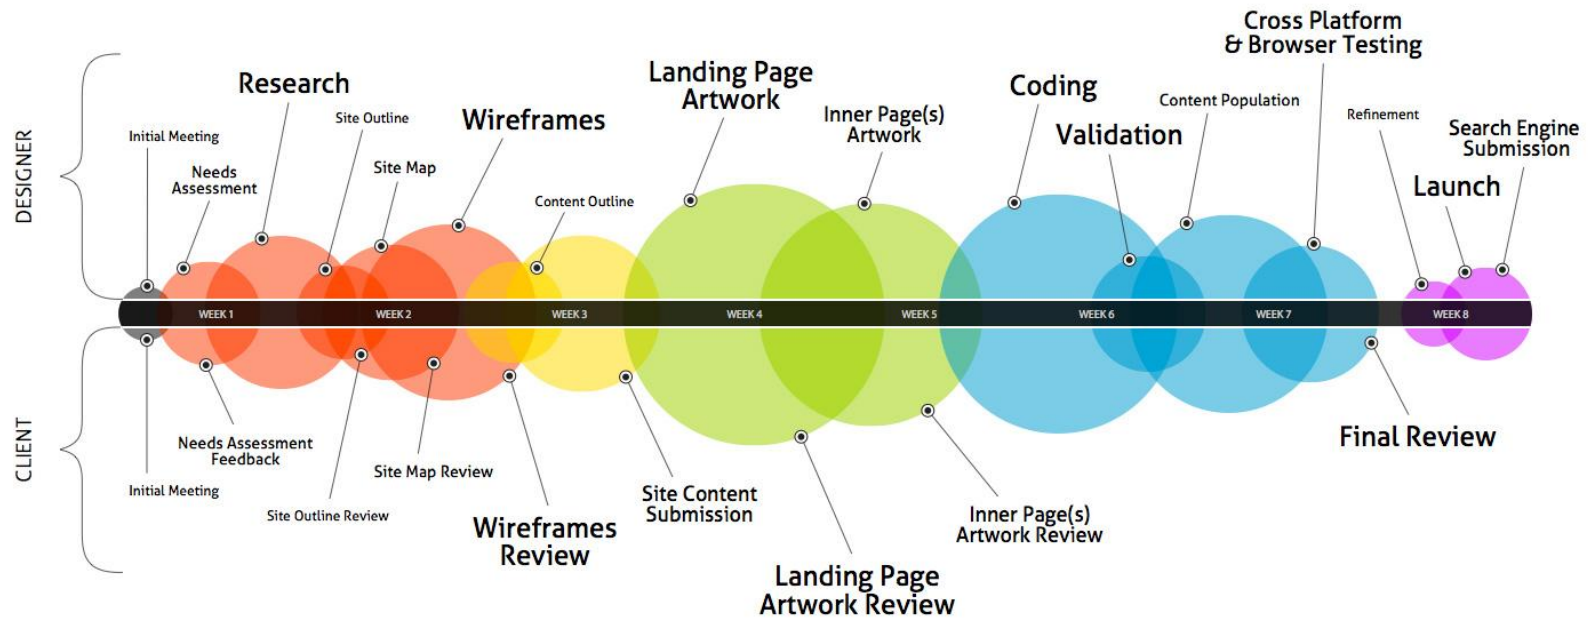 DESIGNER
Initial Meeting
Needs
Assessment
Research
Site Outline
Site Map
Wireframes
Content Outline
Landing Page
Artwork
Inner Page(s)
Artwork
Coding
Validation
Content Population
Cross Platform
& Browser Testing
Refinement
Launch
Search Engine
Submission
WEEK 1
WEEK 2
WEEK 3
WEEK 4
WEEK 5
WEEK 6
WEEK 7
WEEK 8
CLIENT
Initial Meeting
Needs Assessment
Feedback
Site Outline Review
Site Map Review
Wireframes
Review
Site Content
Submission
Landing Page
Artwork Review
Inner Page(s)
Artwork Review
Final Review